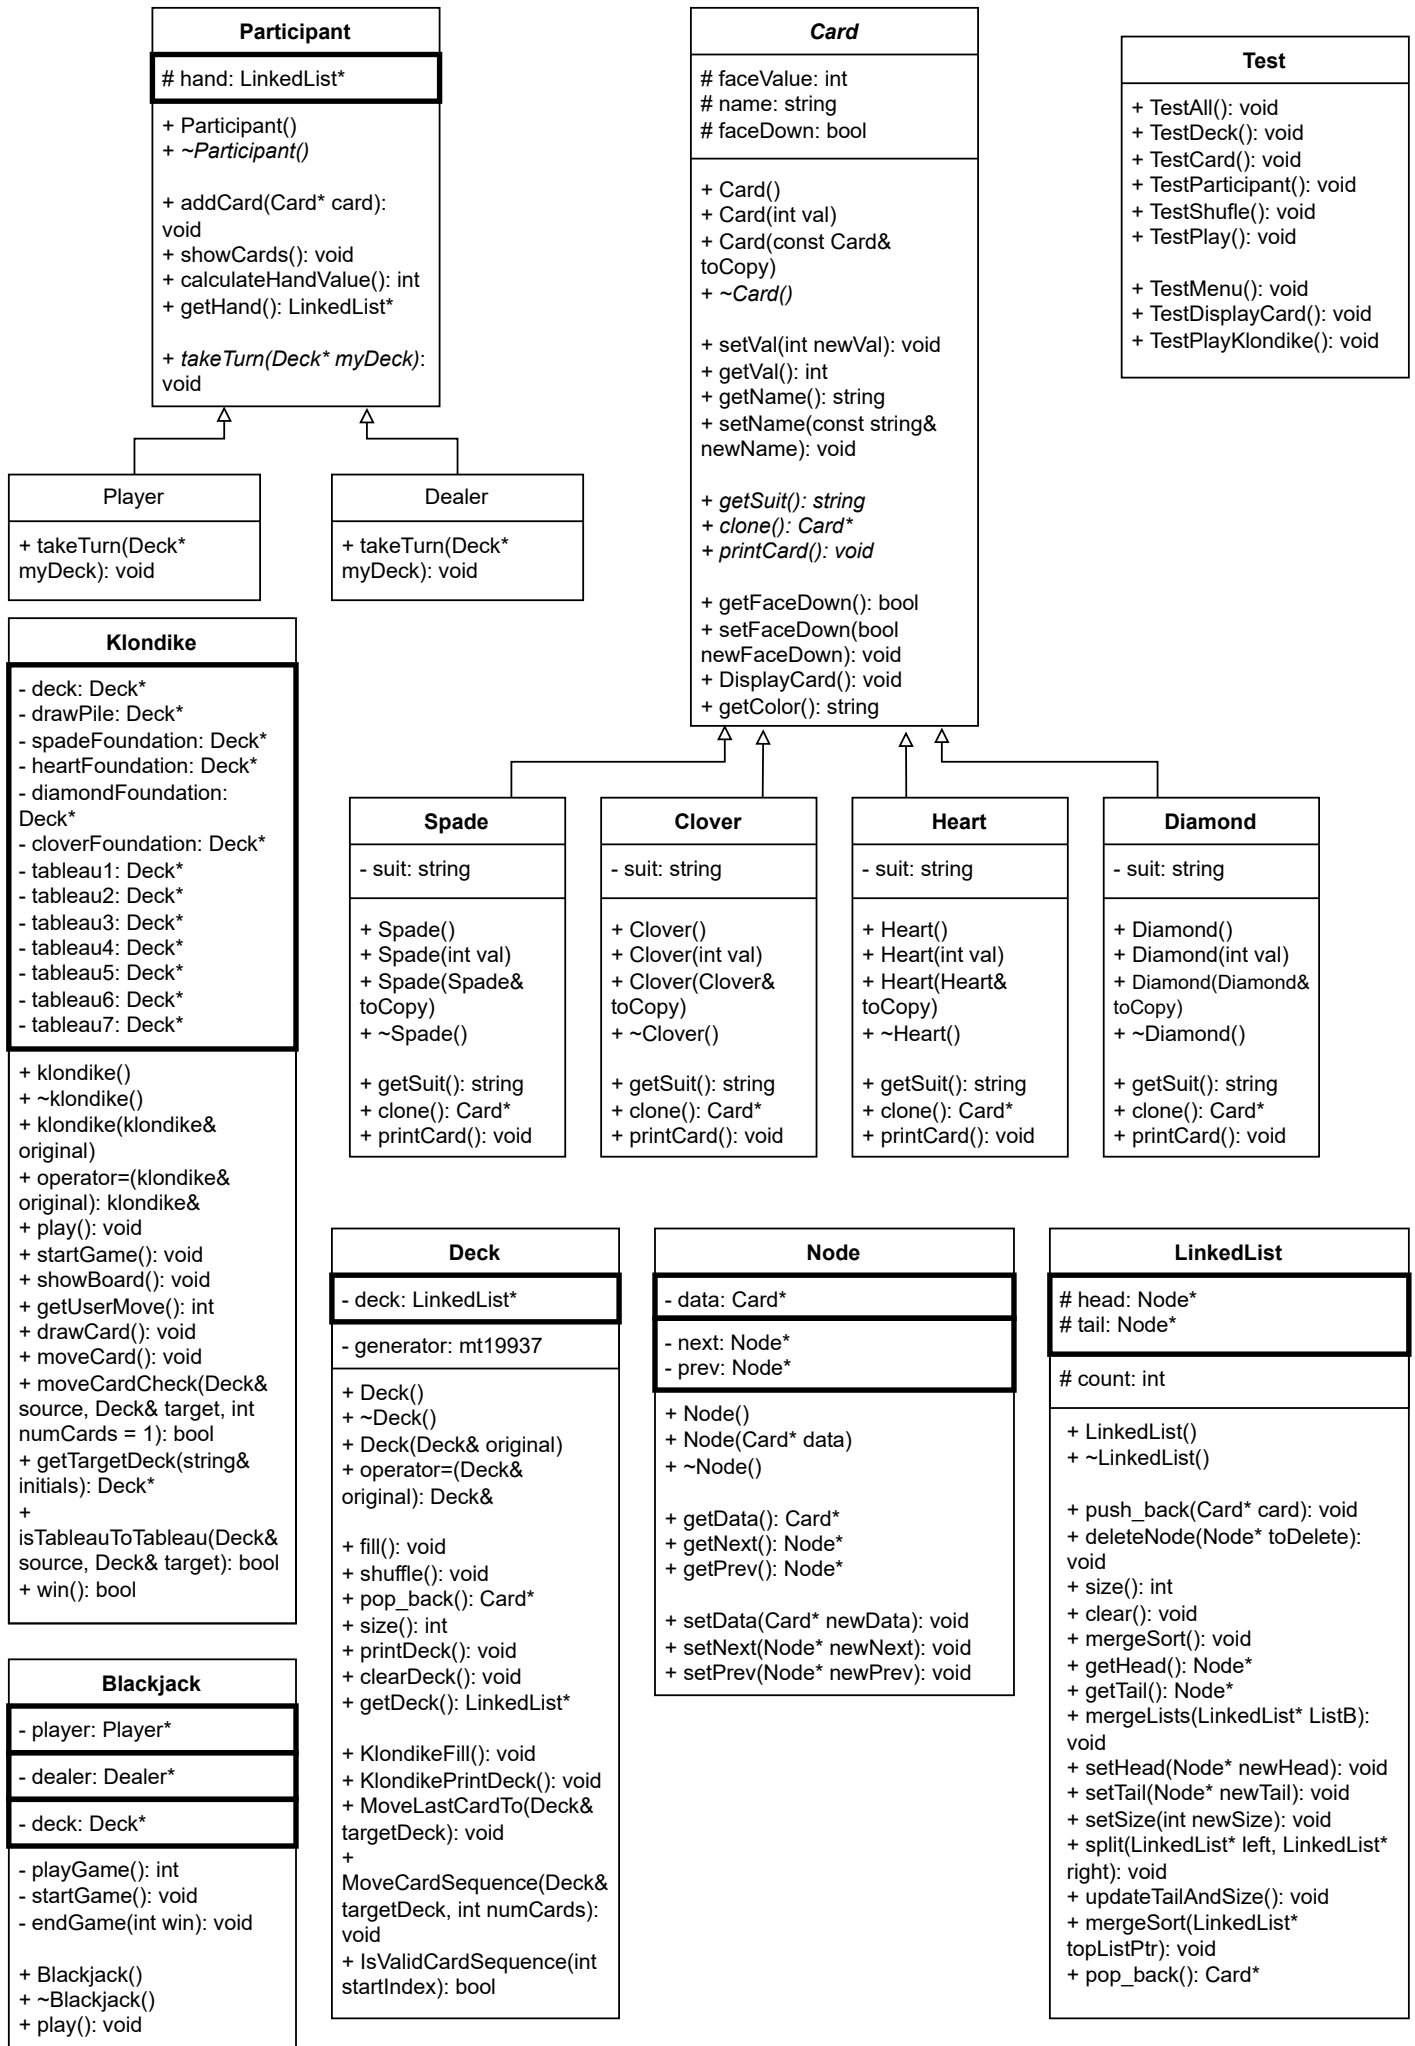 Participant
# hand: LinkedList*
+ Participant()
+ ~Participant()
+ addCard(Card* card):
void
+ showCards(): void
+ calculateHandValue(): int
+ getHand(): LinkedList*
+ takeTurn(Deck* myDeck):
void
Card
# faceValue: int
# name: string
# faceDown: bool
+ Card()
+ Card(int val)
+ Card(const Card&
toCopy)
+ ~Card()
+ setVal(int newVal): void
+ getVal(): int
+ getName(): string
+ setName(const string&
newName): void
+ getSuit(): string
+ clone(): Card*
+ printCard(): void
+ getFaceDown(): bool
+ setFaceDown(bool
newFaceDown): void
+ DisplayCard(): void
+ getColor(): string
Test
+ TestAll(): void
+ TestDeck(): void
+ TestCard(): void
+ TestParticipant(): void
+ TestShufle(): void
+ TestPlay(): void
+ TestMenu(): void
+ TestDisplayCard(): void
+ TestPlayKlondike(): void
Player
+ takeTurn(Deck*
myDeck): void
Dealer
+ takeTurn(Deck*
myDeck): void
Klondike
- deck: Deck*
- drawPile: Deck*
- spadeFoundation: Deck*
- heartFoundation: Deck*
- diamondFoundation:
Deck*
- cloverFoundation: Deck*
- tableau1: Deck*
- tableau2: Deck*
- tableau3: Deck*
- tableau4: Deck*
- tableau5: Deck*
- tableau6: Deck*
- tableau7: Deck*
+ klondike()
+ ~klondike()
+ klondike(klondike&
original)
+ operator=(klondike&
original): klondike&
+ play(): void
+ startGame(): void
+ showBoard(): void
+ getUserMove(): int
+ drawCard(): void
+ moveCard(): void
+ moveCardCheck(Deck&
source, Deck& target, int
numCards = 1): bool
+ getTargetDeck(string&
initials): Deck*
+
isTableauToTableau(Deck&
source, Deck& target): bool
+ win(): bool
Spade
- suit: string
+ Spade()
+ Spade(int val)
+ Spade(Spade&
toCopy)
+ ~Spade()
+ getSuit(): string
+ clone(): Card*
+ printCard(): void
Clover
- suit: string
+ Clover()
+ Clover(int val)
+ Clover(Clover&
toCopy)
+ ~Clover()
+ getSuit(): string
+ clone(): Card*
+ printCard(): void
Heart
- suit: string
+ Heart()
+ Heart(int val)
+ Heart(Heart&
toCopy)
+ ~Heart()
+ getSuit(): string
+ clone(): Card*
+ printCard(): void
Diamond
- suit: string
+ Diamond()
+ Diamond(int val)
+ Diamond(Diamond&
toCopy)
+ ~Diamond()
+ getSuit(): string
+ clone(): Card*
+ printCard(): void
Deck
- deck: LinkedList*
- generator: mt19937
+ Deck()
+ ~Deck()
+ Deck(Deck& original)
+ operator=(Deck&
original): Deck&
+ fill(): void
+ shuffle(): void
+ pop_back(): Card*
+ size(): int
+ printDeck(): void
+ clearDeck(): void
+ getDeck(): LinkedList*
+ KlondikeFill(): void
+ KlondikePrintDeck(): void
+ MoveLastCardTo(Deck&
targetDeck): void
+
MoveCardSequence(Deck&
targetDeck, int numCards):
void
+ IsValidCardSequence(int
startIndex): bool
Node
- data: Card*
- next: Node*
- prev: Node*
+ Node()
+ Node(Card* data)
+ ~Node()
+ getData(): Card*
+ getNext(): Node*
+ getPrev(): Node*
+ setData(Card* newData): void
+ setNext(Node* newNext): void
+ setPrev(Node* newPrev): void
LinkedList
# head: Node*
# tail: Node*
# count: int
+ LinkedList()
+ ~LinkedList()
+ push_back(Card* card): void
+ deleteNode(Node* toDelete):
void
+ size(): int
+ clear(): void
+ mergeSort(): void
+ getHead(): Node*
+ getTail(): Node*
+ mergeLists(LinkedList* ListB):
void
+ setHead(Node* newHead): void
+ setTail(Node* newTail): void
+ setSize(int newSize): void
+ split(LinkedList* left, LinkedList*
right): void
+ updateTailAndSize(): void
+ mergeSort(LinkedList*
topListPtr): void
+ pop_back(): Card*
Blackjack
- player: Player*
- dealer: Dealer*
- deck: Deck*
- playGame(): int
- startGame(): void
- endGame(int win): void
+ Blackjack()
+ ~Blackjack()
+ play(): void